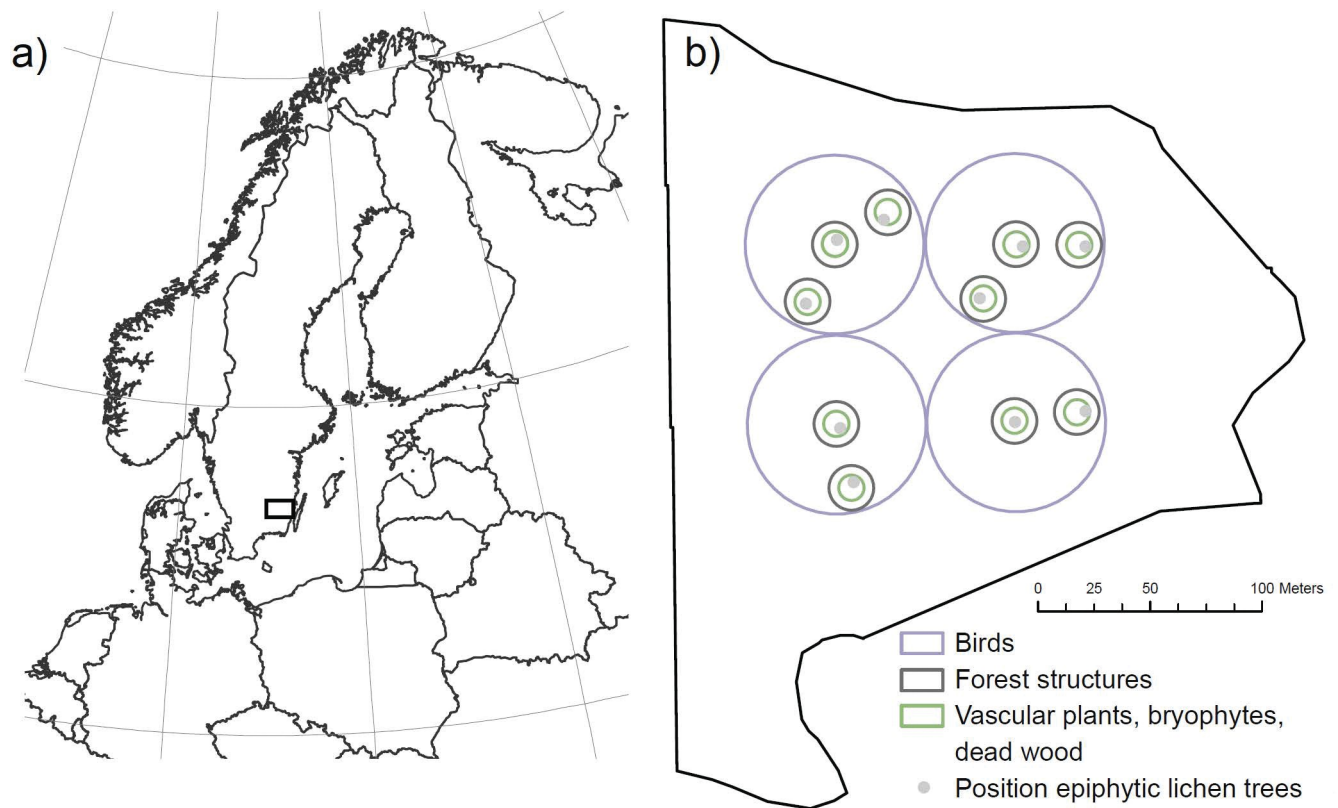 a)
b)
0 25 50 100 Meters
Birds
Forest structures
Vascular plants, bryophytes,
dead wood
Position epiphytic lichen trees